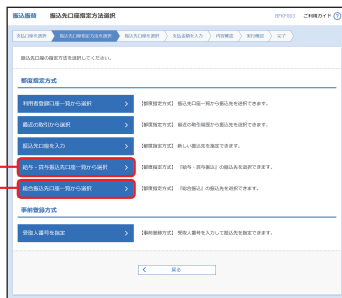 振込振替　振込先口座指定方法選択　BFKF003　ご利用ガイド
支払口座を選択　振込先口座指定方法選択　振込先口座を選択　支払金額を入力　内容確認　実行確認　完了
振込先口座の指定方法を選択してください。
都度指定方式
利用者登録口座一覧から選択　【都度指定方式】 振込先口座一覧から振込先を選択できます。
最近の取引から選択　【都度指定方式】 最近の取引履歴から振込先を選択できます。
振込先口座を入力　【都度指定方式】 新しい振込先を指定できます。
給与・賞与振込先口座一覧から選択　【都度指定方式】 『給与・賞与振込』の振込先を選択できます。
総合振込先口座一覧から選択　【都度指定方式】 『総合振込』の振込先を選択できます。
事前登録方式
受取人番号を指定　【事前登録方式】 受取人番号を入力して振込先を指定できます。
戻る